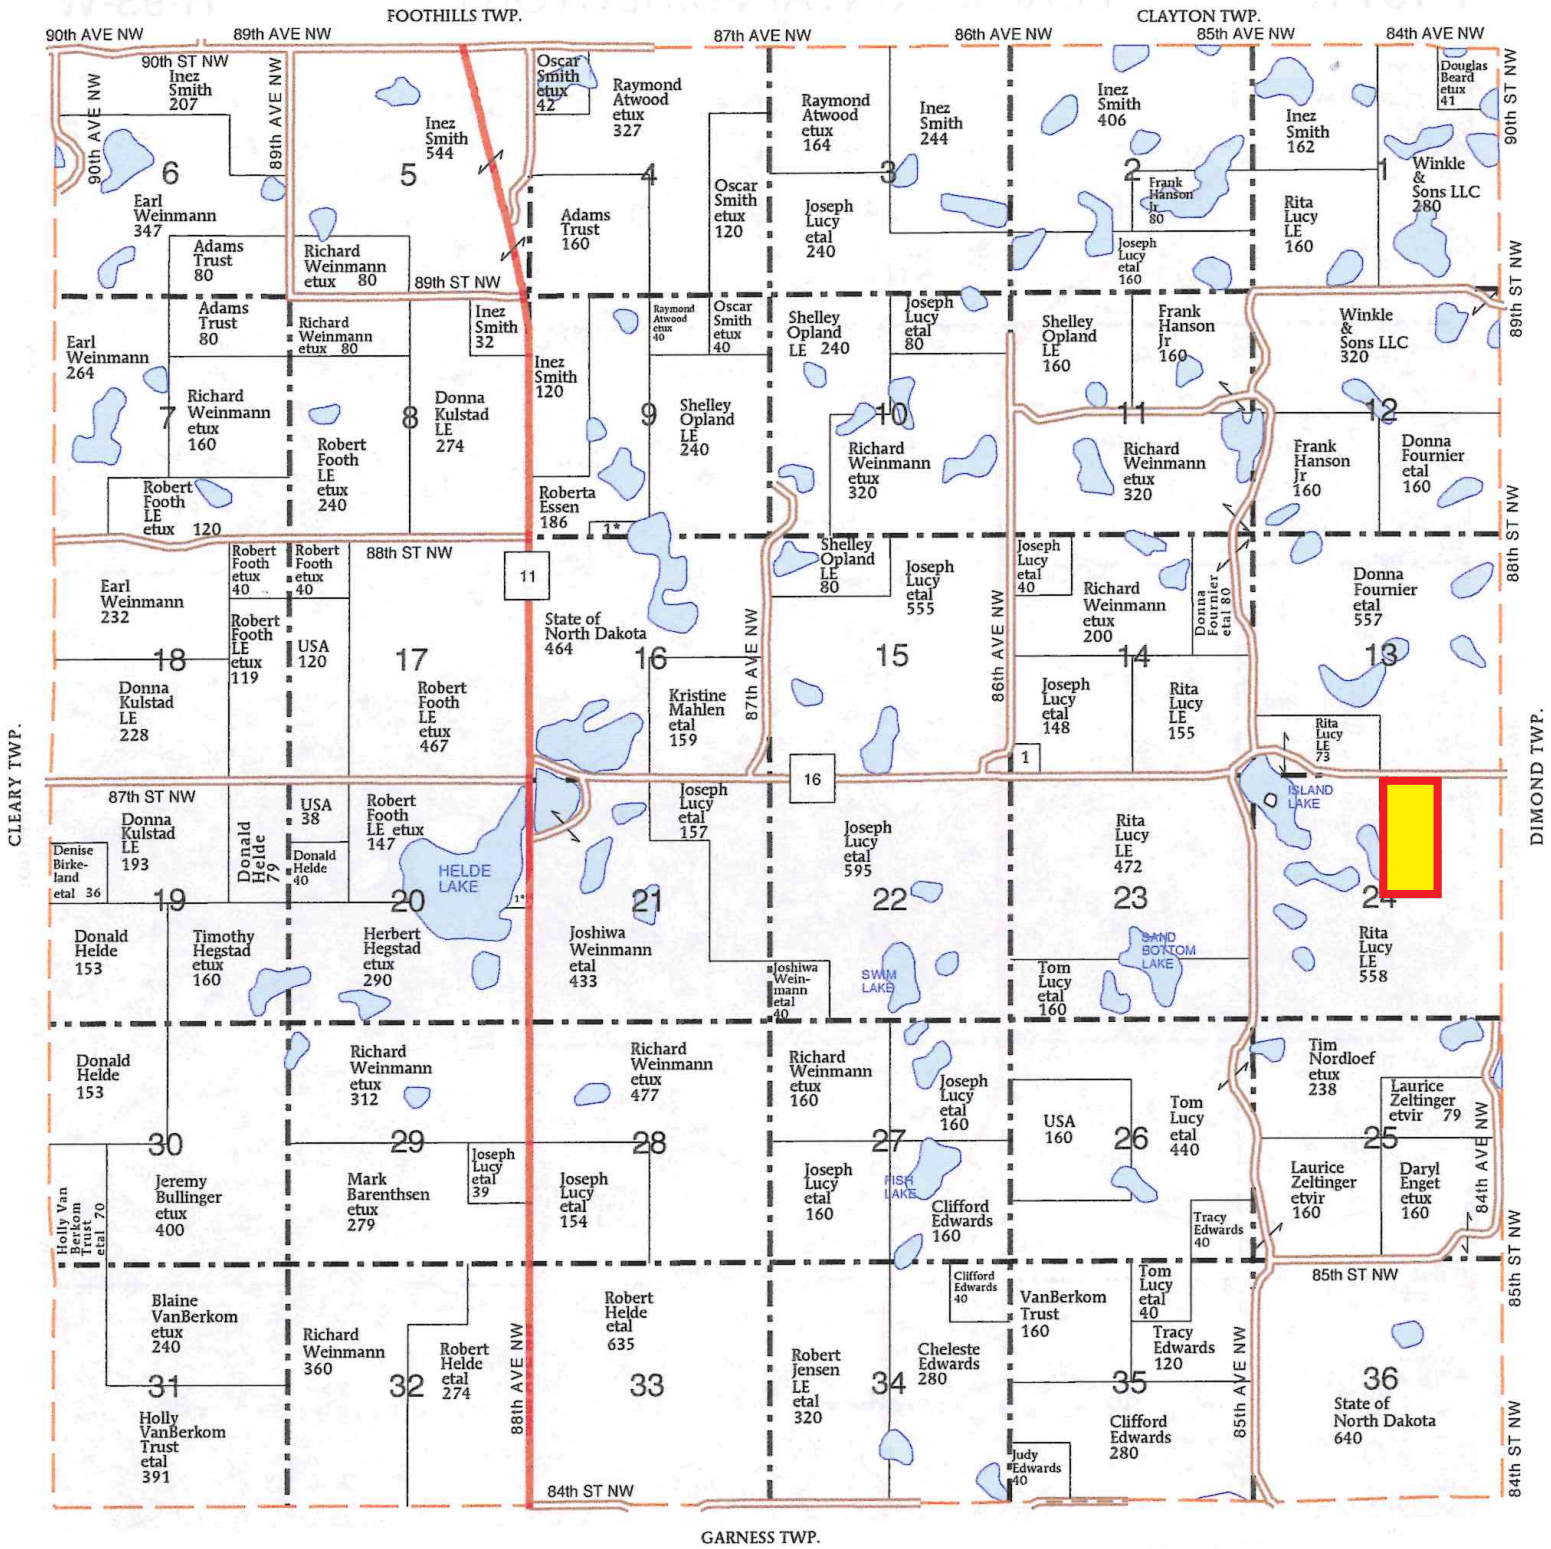 FOOTHILLS TWP.
CLAYTON TWP.
90th AVE NW
89th AVE NW
87th AVE NW
86th AVE NW
85th AVE NW
84th AVE NW
90th ST NW
90th AVE NW
89th AVE NW
Inez
Smith
207
6
Earl
Weinmann
347
Adams
Trust
80
5
Inez
Smith
544
Richard
Weinmann
etux 80
89th ST NW
Oscar
Smith
etux
42
Raymond
Atwood
etux
327
4
Adams
Trust
160
Oscar
Smith
etux
120
Raymond
Atwood
etux
164
Inez
Smith
244
3
Joseph
Lucy
etal
240
Inez
Smith
406
2
Frank
Hanson
Jr
80
Joseph
Lucy
etal
160
Inez
Smith
162
Douglas
Beard
etux
41
1
Winkle
&
Sons LLC
280
Rita
Lucy
LE
160
90th ST NW
89th ST NW
Adams
Trust
80
Earl
Weinmann
264
7
Richard
Weinmann
etux
160
Robert
Footh
LE
etux 120
Richard
Weinmann
etux 80
Inez
Smith
32
8
Donna
Kulstad
LE
274
Robert
Footh
LE
etux
240
Inez
Smith
120
Raymond
Atwood
etux
40
Oscar
Smith
etux
40
9
Shelley
Opland
LE
240
Roberta
Essen
186
1*
Shelley
Opland
LE 240
Joseph
Lucy
etal
80
10
Richard
Weinmann
etux
320
Shelley
Opland
LE
160
Frank
Hanson
Jr
160
11
Richard
Weinmann
etux
320
Winkle
&
Sons LLC
320
12
Frank
Hanson
Jr
160
Donna
Fournier
etal
160
88th ST NW
88th ST NW
Earl
Weinmann
232
Robert
Footh
etux
40
Robert
Footh
LE
etux
119
18
Donna
Kulstad
LE
228
Robert
Footh
etux
40
USA
120
17
Robert
Footh
LE
etux
467
11
State of
North Dakota
464
16
Kristine
Mahlen
etal
159
87th AVE NW
Shelley
Opland
LE
80
Joseph
Lucy
etal
555
15
86th AVE NW
Joseph
Lucy
etal
40
Richard
Weinmann
etux
200
Donna
Fournier
etal 80
14
Joseph
Lucy
etal
148
Rita
Lucy
LE
155
1
Donna
Fournier
etal
557
13
Rita
Lucy
LE
73
CLEARY TWP.
DIMOND TWP.
16
87th ST NW
Donna
Kulstad
LE
193
Denise
Birke-
land
etal 36
Donald
Helde
79
19
Donald
Helde
153
Timothy
Hegstad
etux
160
USA
38
Donald
Helde
40
Robert
Footh
LE etux
147
HELDE
LAKE
1*
20
Herbert
Hegstad
etux
290
Joseph
Lucy
157
21
Joshiwa
Weinmann
etal
433
Joseph
Lucy
etal
595
22
Joshiwa
Wein-
mann
etal
40
SWIM
LAKE
Rita
Lucy
LE
472
23
SAND
BOTTOM
LAKE
Tom
Lucy
etal
160
ISLAND
LAKE
24
Rita
Lucy
LE
558
Donald
Helde
153
30
Holly Van
Berkom
Trust
etal 70
Jeremy
Bullinger
etux
400
Richard
Weinmann
etux
312
29
Mark
Barenthsen
etux
279
Joseph
Lucy
etal
39
Richard
Weinmann
etux
477
28
Joseph
Lucy
etal
154
Richard
Weinmann
etux
160
Joseph
Lucy
etal
160
27
Joseph
Lucy
etal
160
FISH
LAKE
Clifford
Edwards
160
USA
160
26
Tom
Lucy
etal
440
Tracy
Edwards
40
Tim
Nordloef
etux
238
Laurice
Zeltinger
etvir 79
25
Laurice
Zeltinger
etvir
160
Daryl
Enget
etux
160
84th AVE NW
85th ST NW
85th ST NW
Blaine
VanBerkom
etux
240
31
Holly
VanBerkom
Trust
etal
391
Richard
Weinmann
360
32
Robert
Helde
etal
274
88th AVE NW
Robert
Helde
etal
635
33
Robert
Jensen
LE
etal
320
34
Clifford
Edwards
40
Cheleste
Edwards
280
VanBerkom
Trust
160
Tom
Lucy
etal
40
Tracy
Edwards
120
35
Clifford
Edwards
280
Judy
Edwards
40
85th AVE NW
36
State of
North Dakota
640
84th ST NW
84th ST NW
GARNESS TWP.